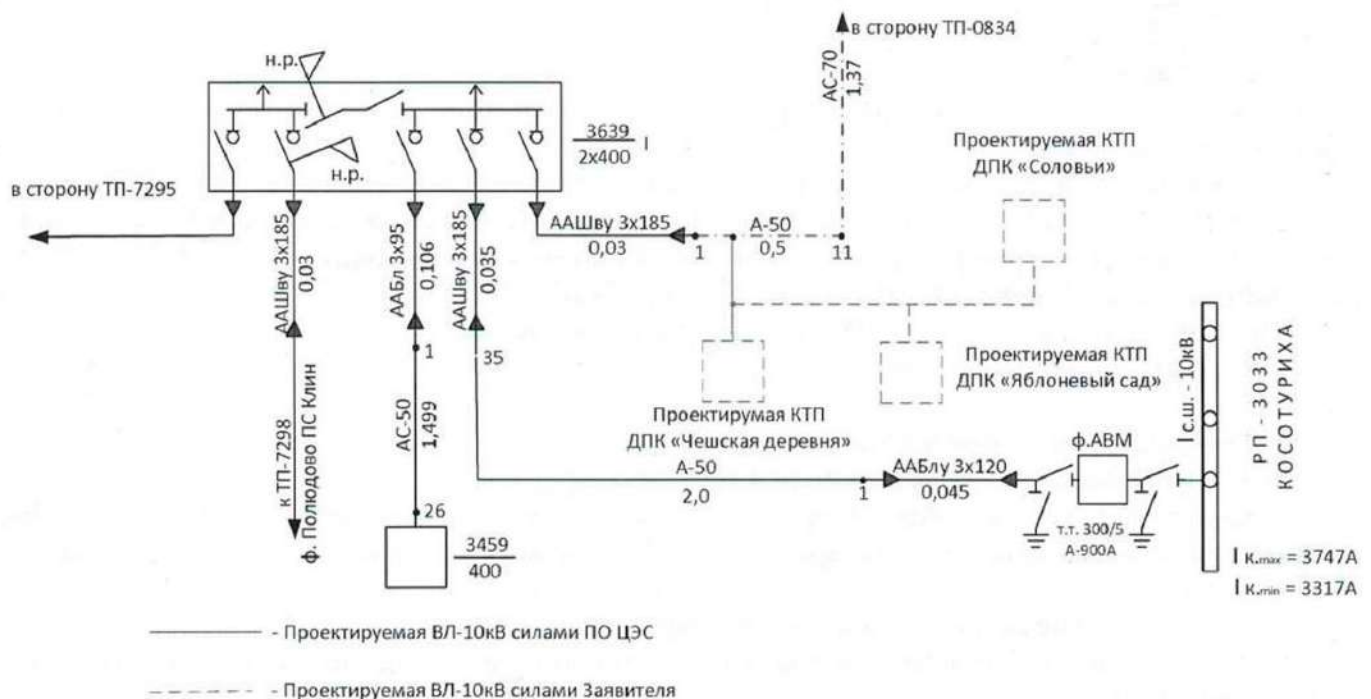 в сторону ТП-0834
н.р.
АС-70
1,37
3639
2х400
I
н.р.
Проектируемая КТП
ДПК «Соловьи»
в сторону ТП-7295
ААШву 3х185
0,03
ААБл 3х95
0,106
ААШву 3х185
0,035
ААШву 3х185
0,03
1
А-50
0,5
11
1
35
Проектируемая КТП
ДПК «Яблоневый сад»
Проектирумая КТП
ДПК «Чешская деревня»
I с.ш. - 10кВ
РП - 3033
КОСОТУРИХА
к ТП-7298
ф. Полюдово ПС Клин
АС-50
1,499
26
А-50
2,0
1
ААБлу 3х120
0,045
ф.АВМ
т.т. 300/5
А-900А
3459
400
I к.max = 3747А
I к.min = 3317А
- Проектируемая ВЛ-10кВ силами ПО ЦЭС
- Проектируемая ВЛ-10кВ силами Заявителя